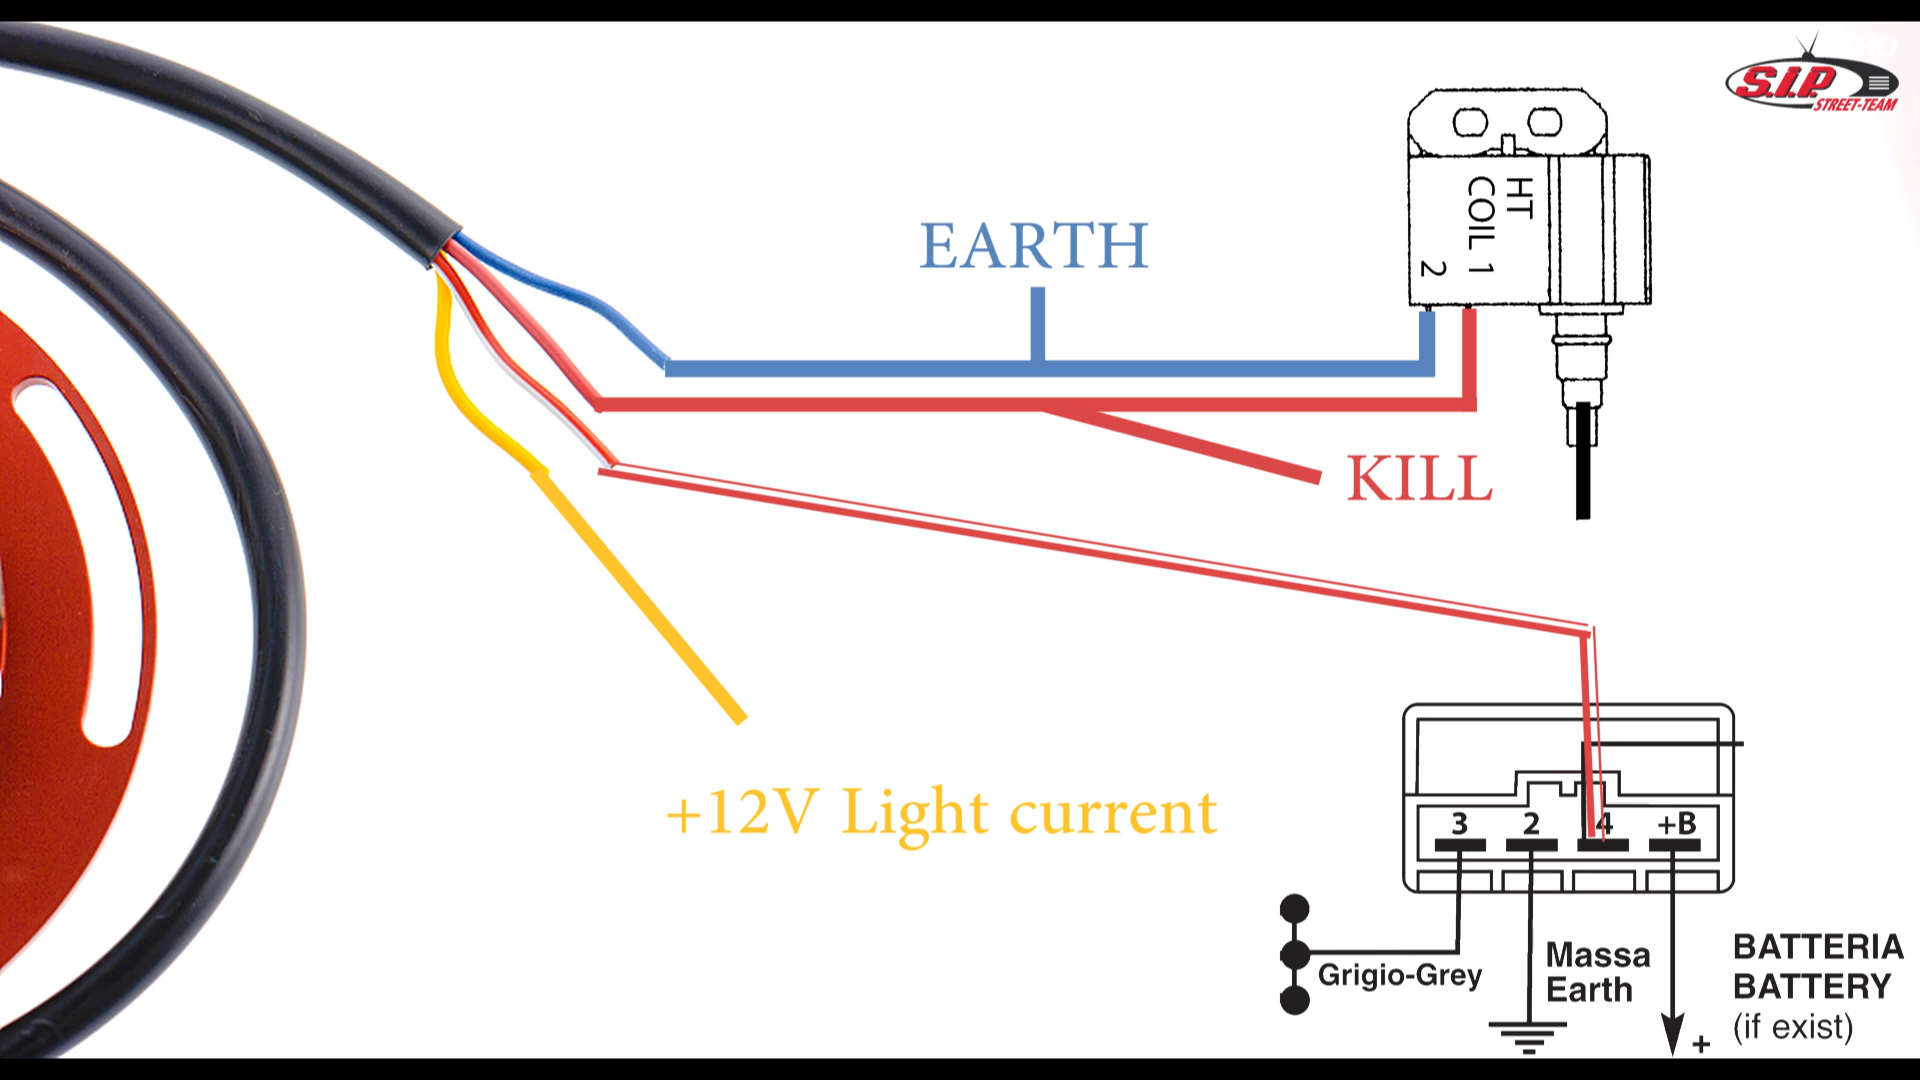 S.I.P.
STREET-TEAM
HT
COIL 1
2
EARTH
KILL
+12V Light current
3 2 4 +B
Grigio-Grey
Massa
Earth
BATTERIA
BATTERY
(if exist)
+